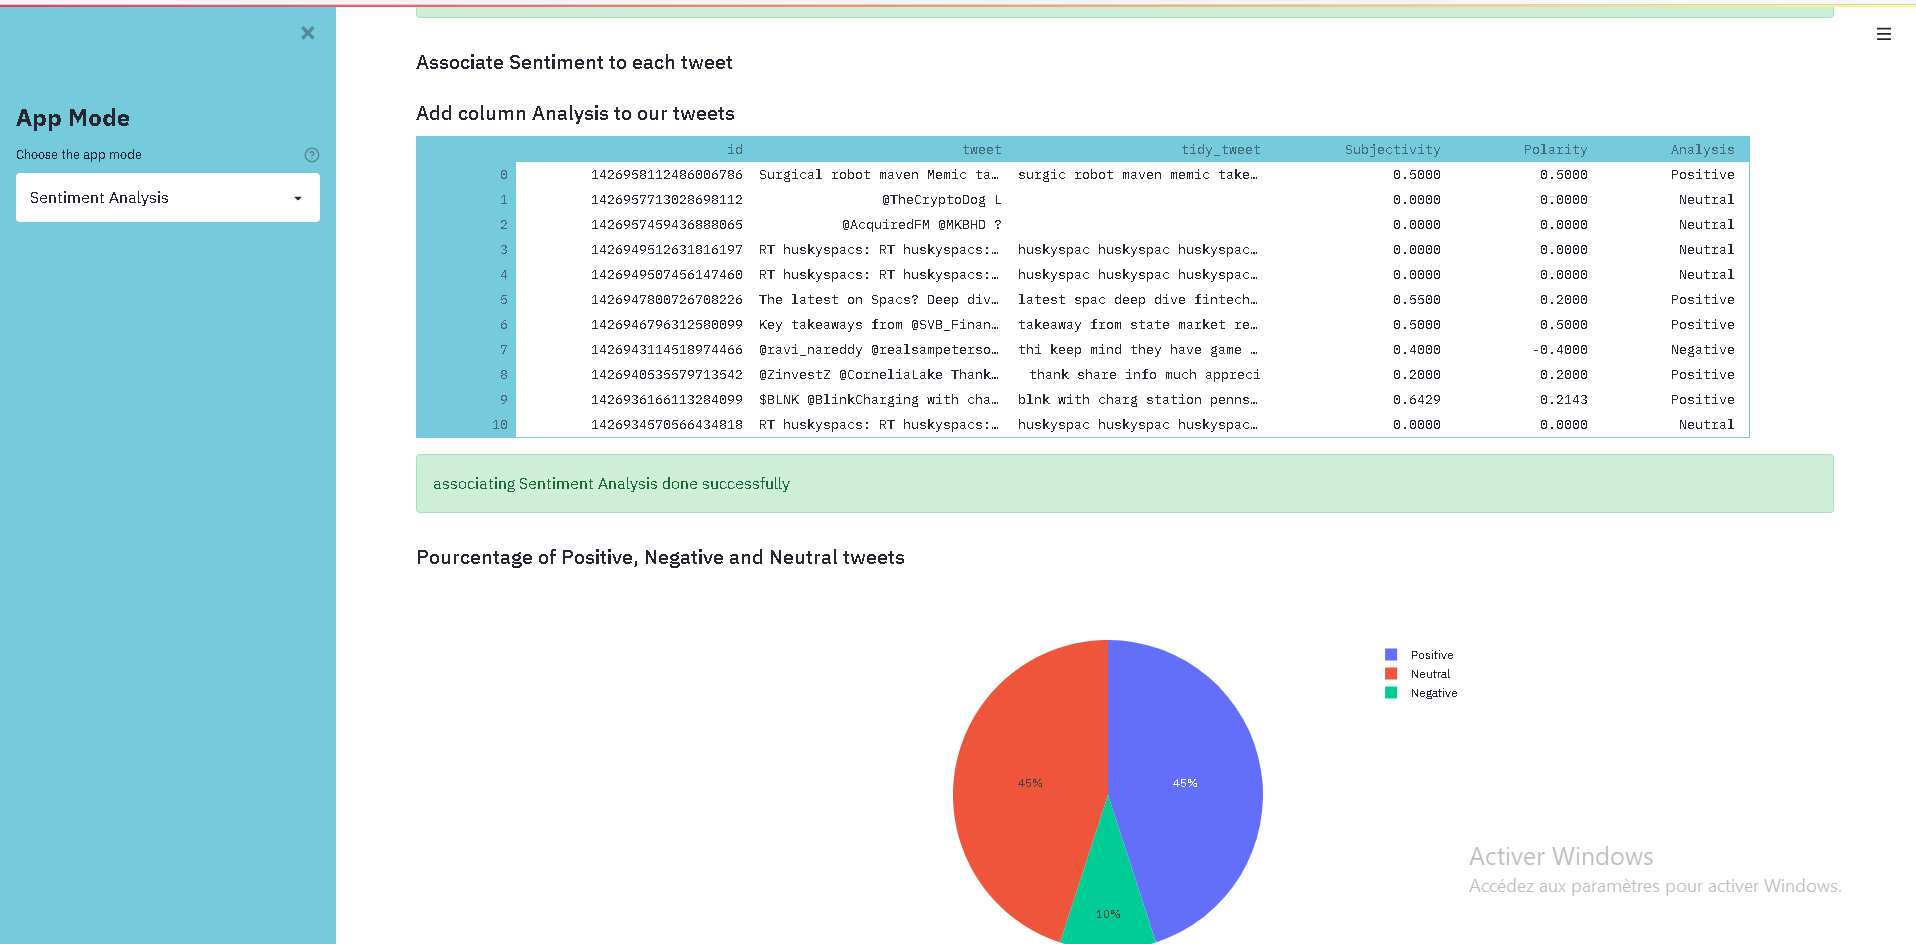 App Mode
Choose the app mode
Sentiment Analysis
Associate Sentiment to each tweet
Add column Analysis to our tweets
id tweet tidy_tweet Subjectivity Polarity Analysis
0 1426958112486006786 Surgical robot maven Memic ta… surgic robot maven memic take… 0.5000 0.5000 Positive
1 1426957713028698112 @TheCryptoDog L 0.0000 0.0000 Neutral
2 1426957459436888065 @AcquiredFM @MKBHD ? 0.0000 0.0000 Neutral
3 1426949512631816197 RT huskyspacs: RT huskyspacs:… huskyspac huskyspac huskyspac… 0.0000 0.0000 Neutral
4 1426949507456147460 RT huskyspacs: RT huskyspacs:… huskyspac huskyspac huskyspac… 0.0000 0.0000 Neutral
5 1426947800726708226 The latest on Spacs? Deep div… latest spac deep dive fintech… 0.5500 0.2000 Positive
6 1426946796312580099 Key takeaways from @SVB_Finan… takeaway from state market re… 0.5000 0.5000 Positive
7 1426943114518974466 @ravi_nareddy @realsampeterso… thi keep mind they have game … 0.4000 -0.4000 Negative
8 1426940535579713542 @ZinvestZ @CorneliaLake Thank… thank share info much appreci 0.2000 0.2000 Positive
9 1426936166113284099 $BLNK @BlinkCharging with cha… blnk with charg station penns… 0.6429 0.2143 Positive
10 1426934570566434818 RT huskyspacs: RT huskyspacs:… huskyspac huskyspac huskyspac… 0.0000 0.0000 Neutral
associating Sentiment Analysis done successfully
Pourcentage of Positive, Negative and Neutral tweets
Positive
Neutral
Negative
45%
45%
10%
Activer Windows
Accédez aux paramètres pour activer Windows.